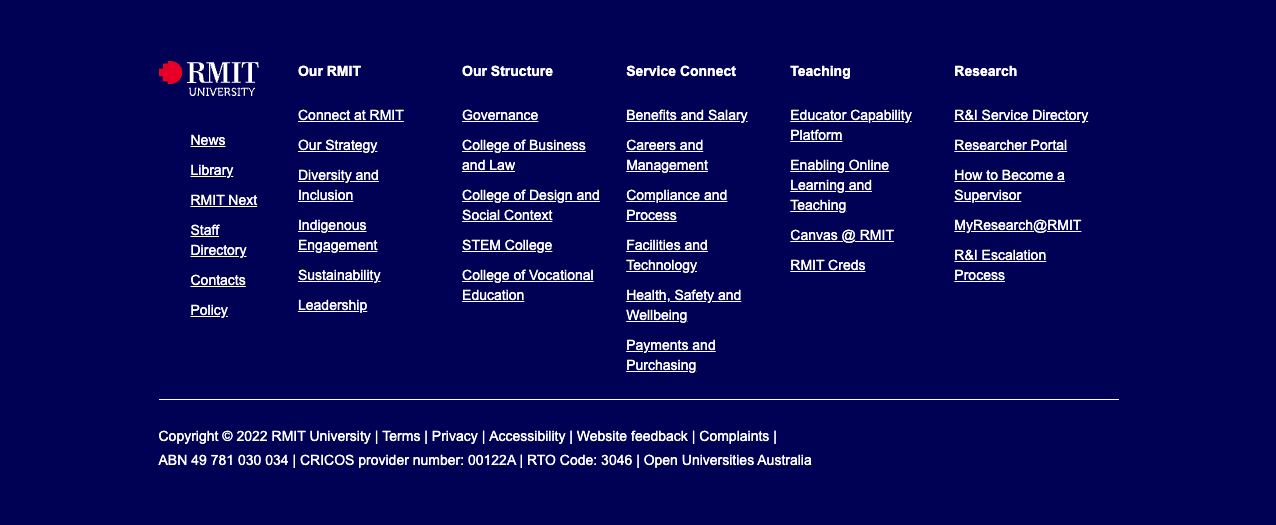 RMIT
UNIVERSITY
News
Library
RMIT Next
Staff
Directory
Contacts
Policy
Our RMIT
Connect at RMIT
Our Strategy
Diversity and
Inclusion
Indigenous
Engagement
Sustainability
Leadership
Our Structure
Governance
College of Business
and Law
College of Design and
Social Context
STEM College
College of Vocational
Education
Service Connect
Benefits and Salary
Careers and
Management
Compliance and
Process
Facilities and
Technology
Health, Safety and
Wellbeing
Payments and
Purchasing
Teaching
Educator Capability
Platform
Enabling Online
Learning and
Teaching
Canvas @ RMIT
RMIT Creds
Research
R&I Service Directory
Researcher Portal
How to Become a
Supervisor
MyResearch@RMIT
R&I Escalation
Process
Copyright © 2022 RMIT University | Terms | Privacy | Accessibility | Website feedback | Complaints |
ABN 49 781 030 034 | CRICOS provider number: 00122A | RTO Code: 3046 | Open Universities Australia